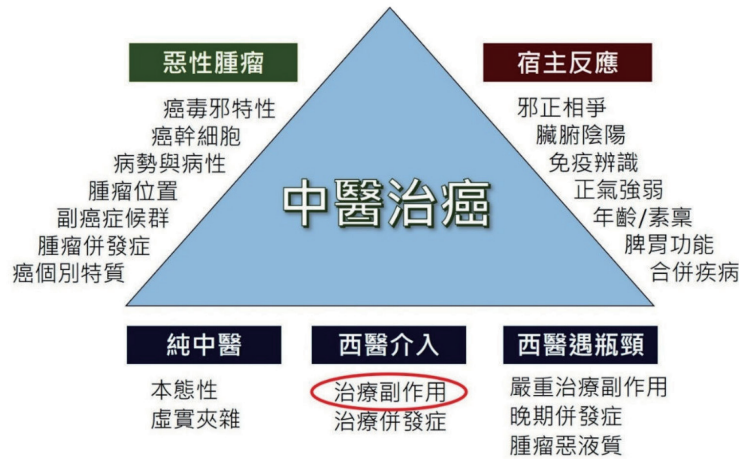 惡性腫瘤
癌毒邪特性
癌幹細胞
病勢與病性
腫瘤位置
副癌症候群
腫瘤併發症
癌個別特質
宿主反應
邪正相爭
臟腑陰陽
免疫辨識
正氣強弱
年齡/素稟
脾胃功能
合併疾病
中醫治癌
純中醫
本態性
虛實夾雜
西醫介入
治療副作用
治療併發症
西醫遇瓶頸
嚴重治療副作用
晚期併發症
腫瘤惡液質